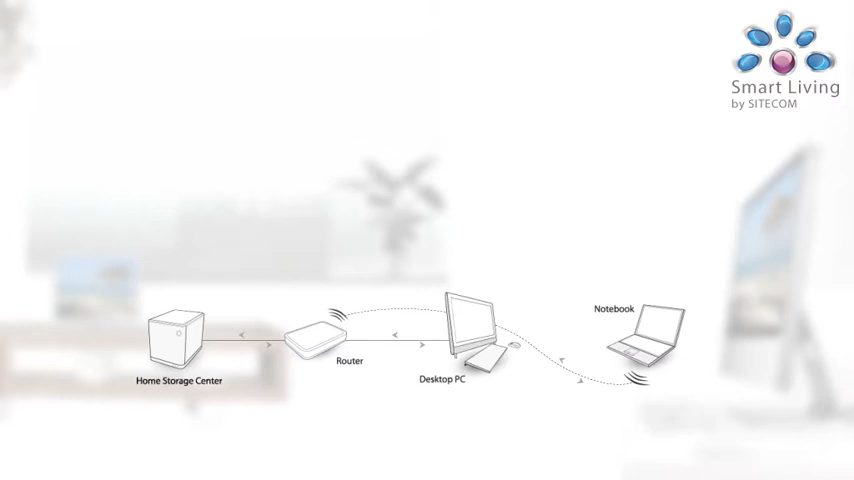 Smart Living
by SITECOM
Notebook
Router
Desktop PC
Home Storage Center